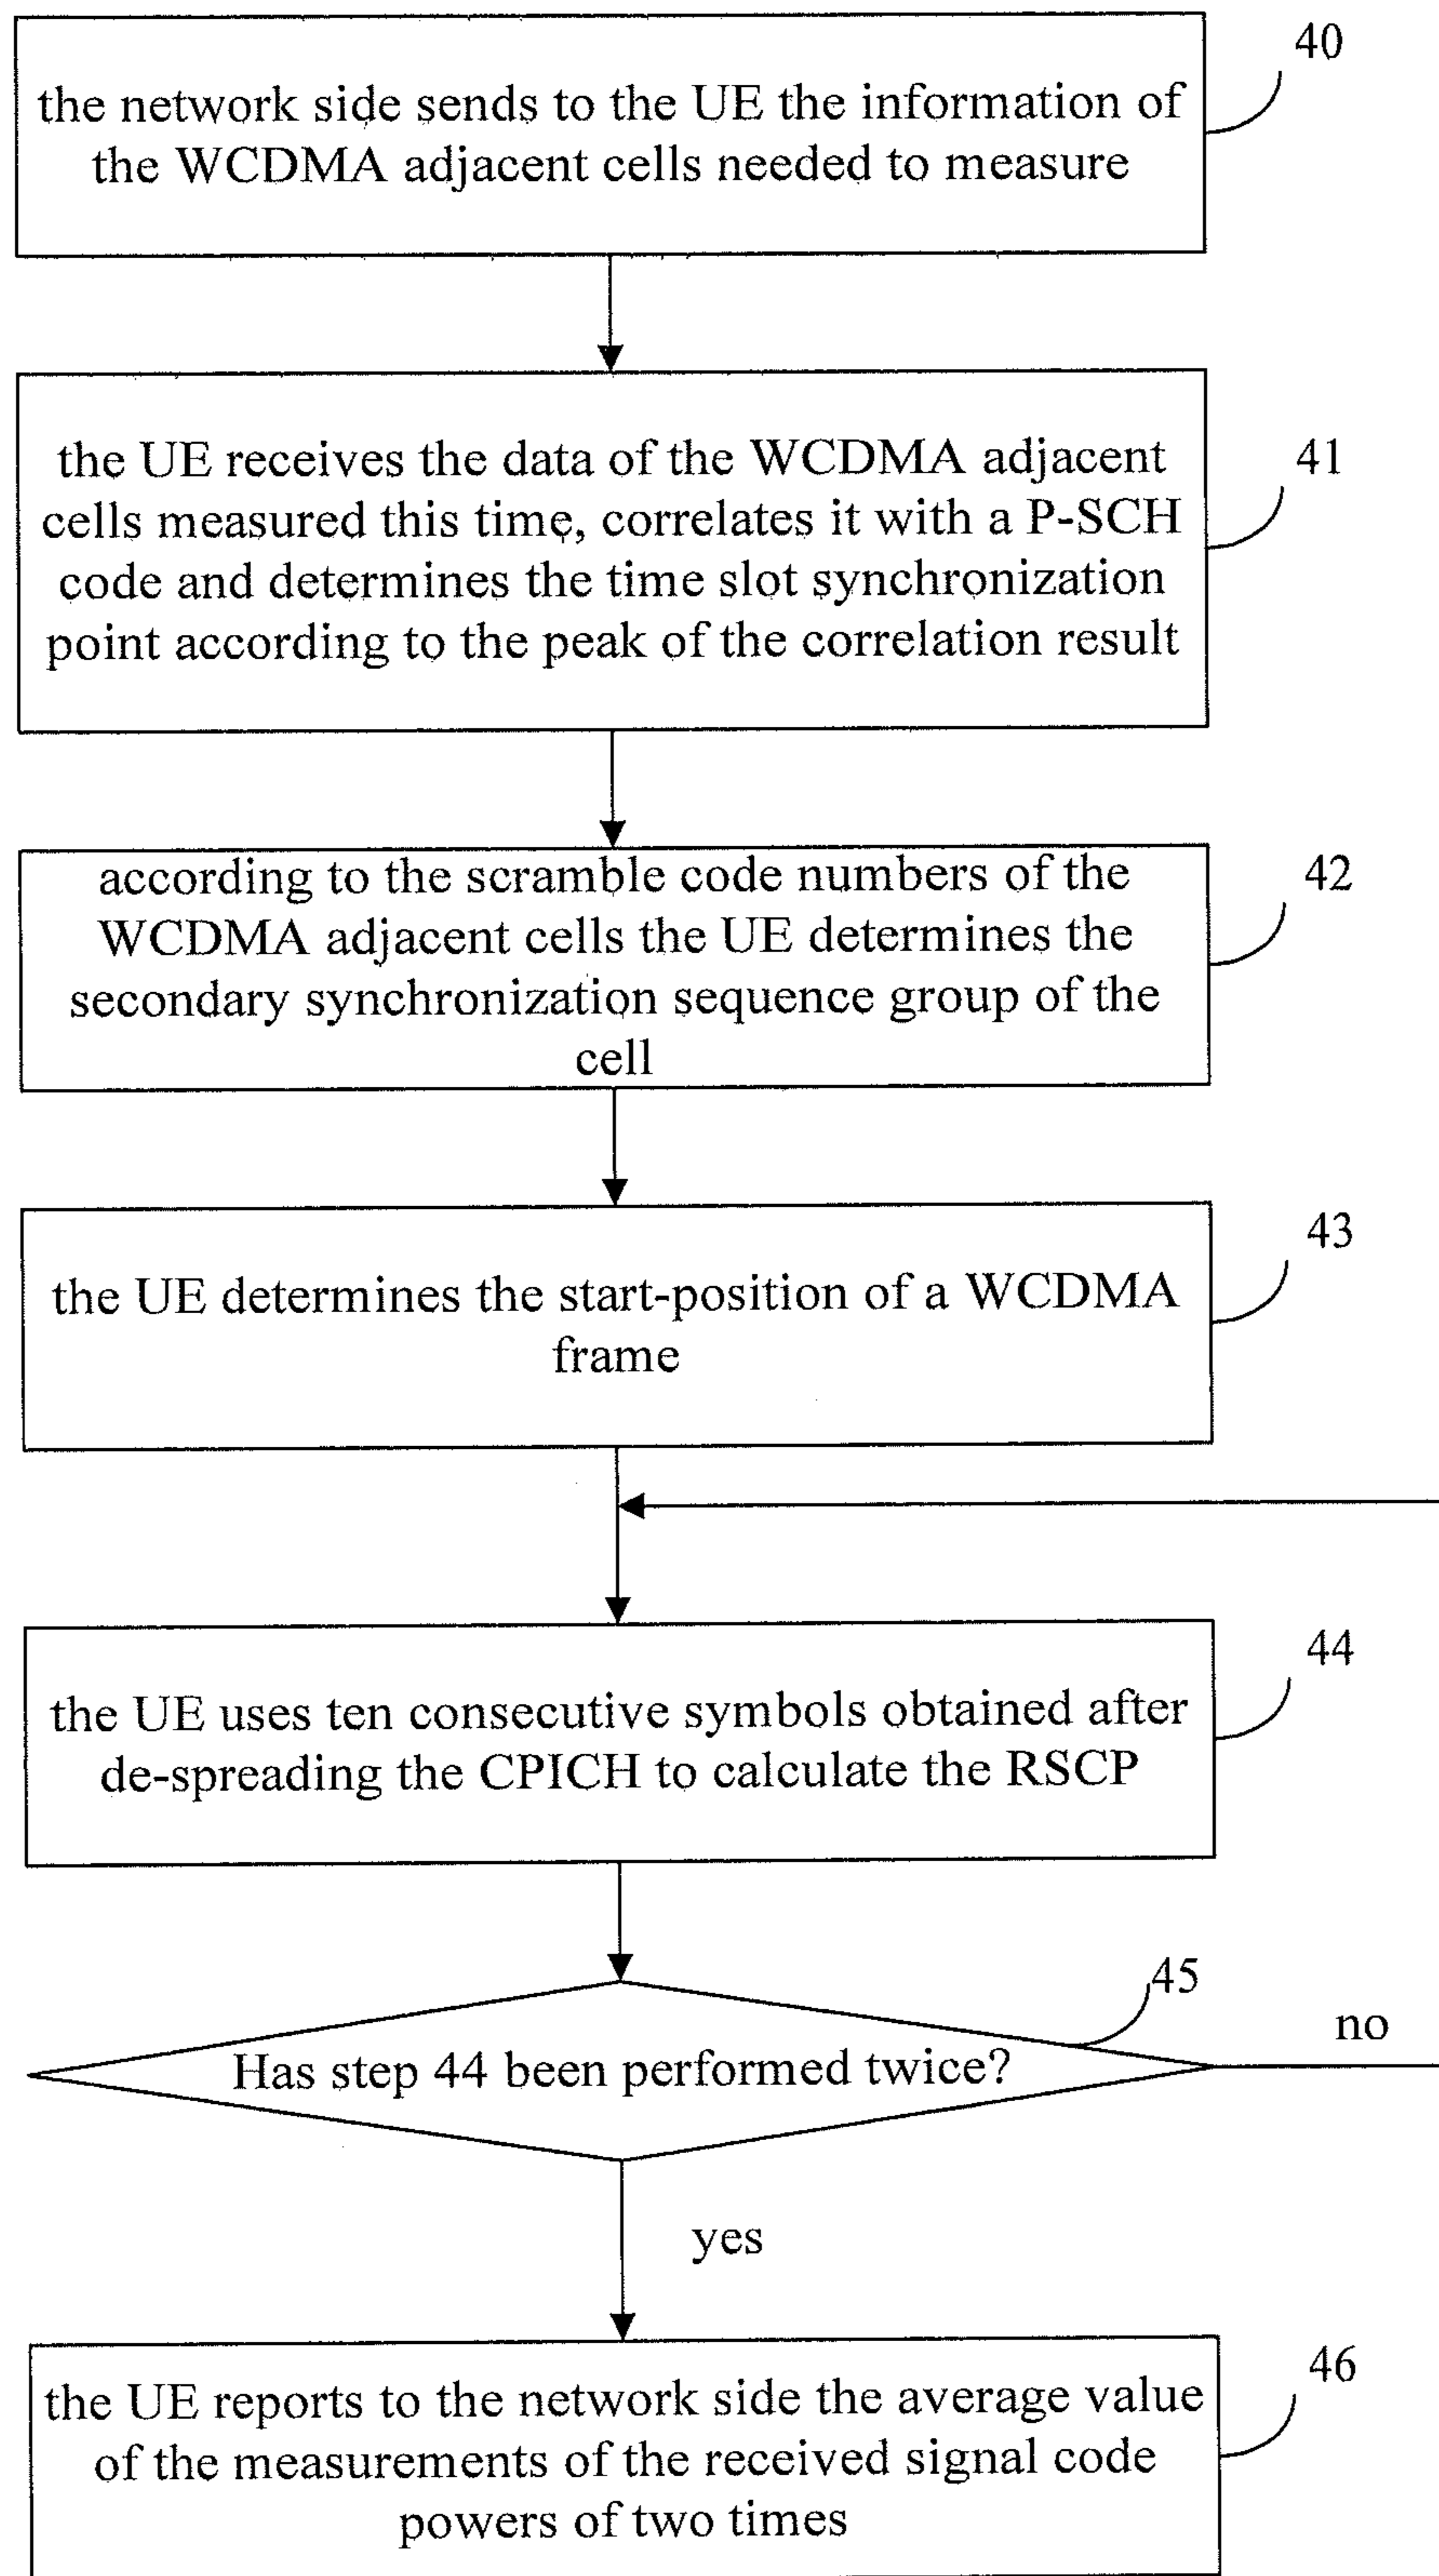 40
the network side sends to the UE the information of
the WCDMA adjacent cells needed to measure
41
the UE receives the data of the WCDMA adjacent
cells measured this time, correlates it with a P-SCH
code and determines the time slot synchronization
point according to the peak of the correlation result
42
according to the scramble code numbers of the
WCDMA adjacent cells the UE determines the
secondary synchronization sequence group of the
cell
43
the UE determines the start-position of a WCDMA
frame
44
the UE uses ten consecutive symbols obtained after
de-spreading the CPICH to calculate the RSCP
45
no
Has step 44 been performed twice?
yes
46
the UE reports to the network side the average value
of the measurements of the received signal code
powers of two times